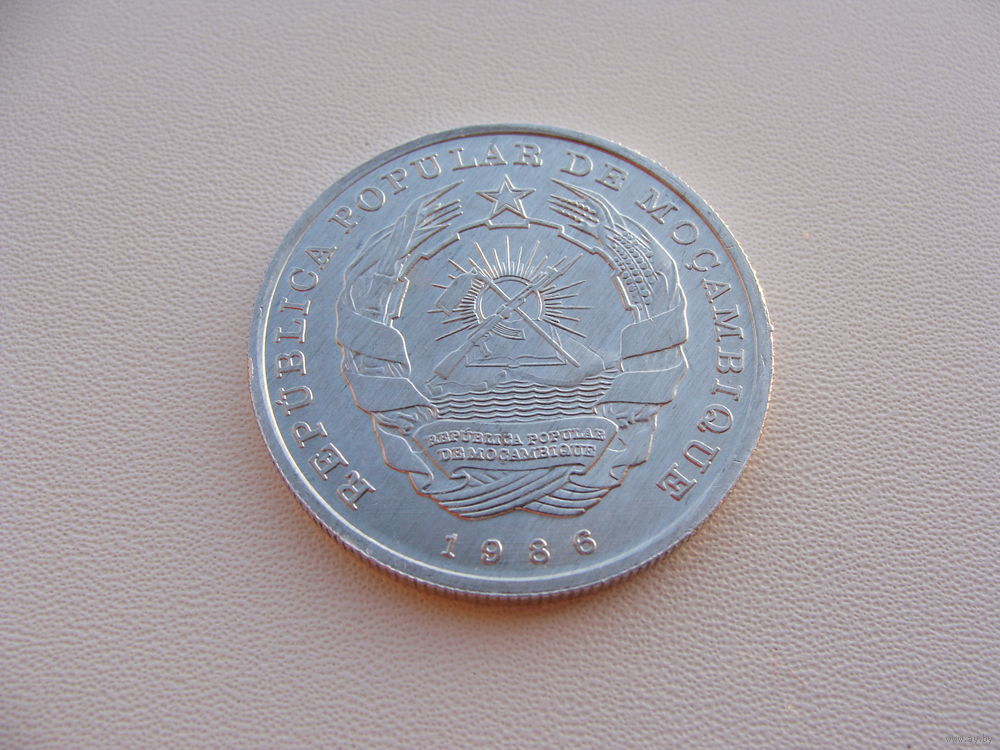 REPÚBLICA POPULAR DE MOÇAMBIQUE
REPÚBLICA POPULAR
DE MOÇAMBIQUE
1986